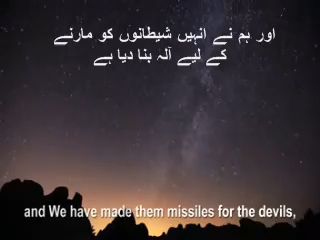 اور ہم نے انہیں شیطانوں کو مارنے
کے لیے آلہ بنا دیا ہے
and We have made them missiles for the devils,